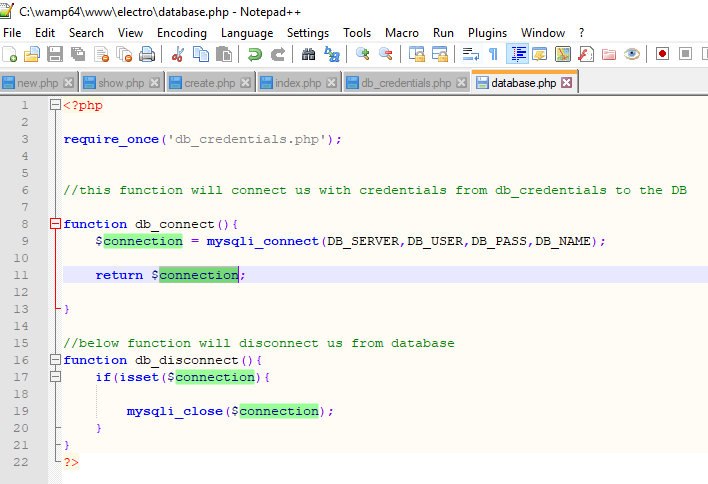 C:\wamp64\www\electro\database.php - Notepad++
File Edit Search View Encoding Language Settings Tools Macro Run Plugins Window ?
new.php show.php create.php index.php db_credentials.php database.php
1 <?php
2
3 require_once('db_credentials.php');
4
5
6 //this function will connect us with credentials from db_credentials to the DB
7
8 function db_connect(){
9 $connection = mysqli_connect(DB_SERVER,DB_USER,DB_PASS,DB_NAME);
10
11 return $connection;
12
13 }
14
15 //below function will disconnect us from database
16 function db_disconnect(){
17 if(isset($connection){
18
19 mysqli_close($connection);
20 }
21 }
22 ?>